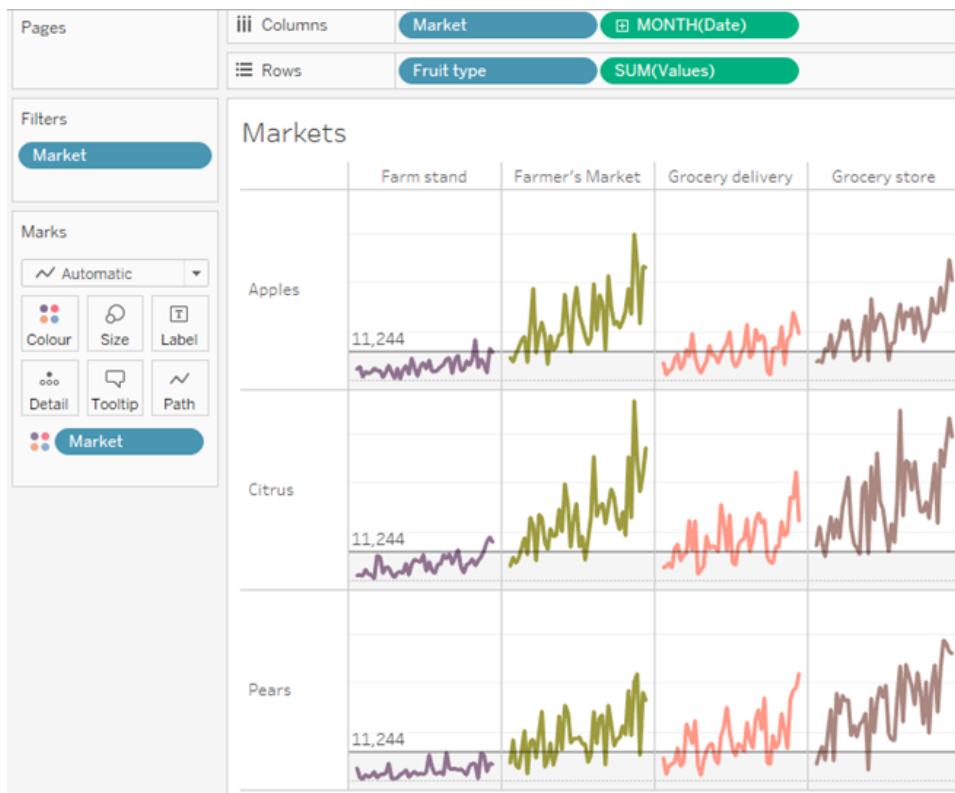 Pages
Columns Market MONTH(Date)
Rows Fruit type SUM(Values)
Filters
Market
Markets
Farm stand Farmer's Market Grocery delivery Grocery store
Marks
Automatic
Colour Size Label
Detail Tooltip Path
Market
Apples
11,244
Citrus
11,244
Pears
11,244